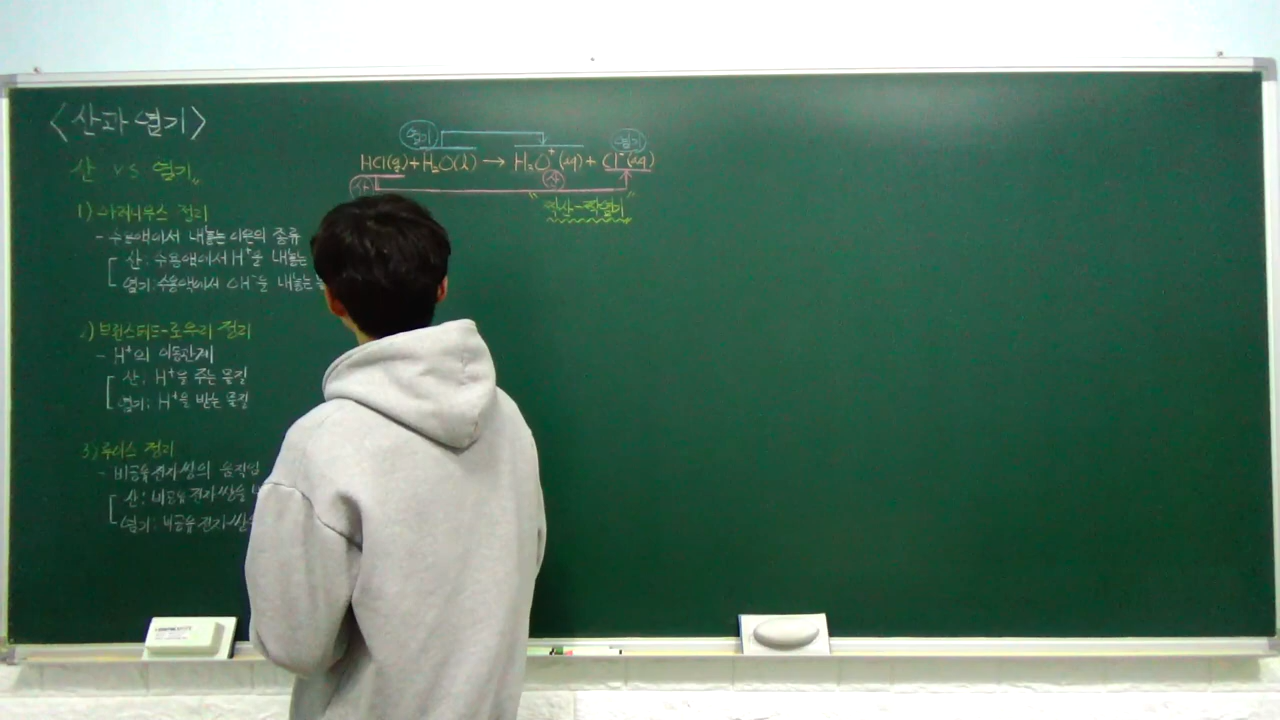 <산과 염기>
산 vs 염기
1) 아레니우스 정리
- 수용액에서 내놓는 이온의 종류
산: 수용액에서 H⁺을 내놓는
염기: 수용액에서 OH⁻을 내놓는
2) 브뢴스테드-로우리 정리
- H⁺의 이동관계
산: H⁺을 주는 물질
염기: H⁺을 받는 물질
3) 루이스 정리
- 비공유 전자쌍의 움직임
산: 비공유 전자쌍을
염기: 비공유 전자쌍
염기 염기
HCl(g) + H₂O(l) → H₃O⁺(aq) + Cl⁻(aq)
산 산
"짝산-짝염기"